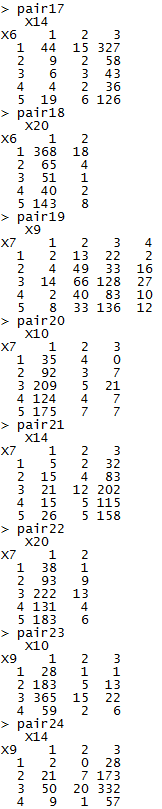 > pair17
X14
X6 1 2 3
1 44 15 327
2 9 2 58
3 6 3 43
4 4 2 36
5 19 6 126
> pair18
X20
X6 1 2
1 368 18
2 65 4
3 51 1
4 40 2
5 143 8
> pair19
X9
X7 1 2 3 4
1 2 13 22 2
2 4 49 33 16
3 14 66 128 27
4 2 40 83 10
5 8 33 136 12
> pair20
X10
X7 1 2 3
1 35 4 0
2 92 3 7
3 209 5 21
4 124 4 7
5 175 7 7
> pair21
X14
X7 1 2 3
1 5 2 32
2 15 4 83
3 21 12 202
4 15 5 115
5 26 5 158
> pair22
X20
X7 1 2
1 38 1
2 93 9
3 222 13
4 131 4
5 183 6
> pair23
X10
X9 1 2 3
1 28 1 1
2 183 5 13
3 365 15 22
4 59 2 6
> pair24
X14
X9 1 2 3
1 2 0 28
2 21 7 173
3 50 20 332
4 9 1 57